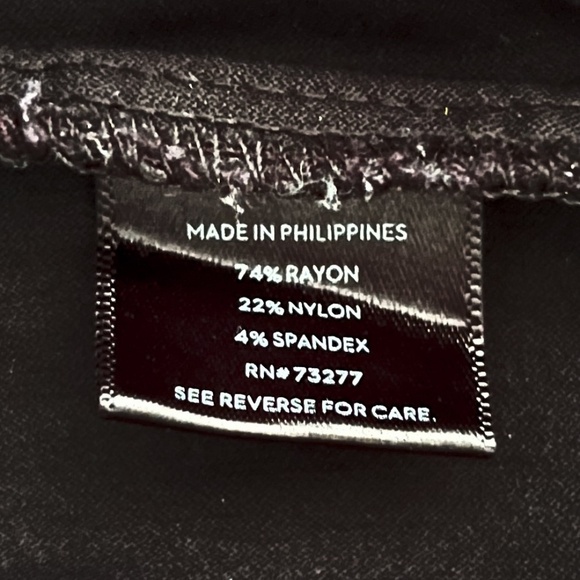 MADE IN PHILIPPINES
74% RAYON
22% NYLON
4% SPANDEX
RN# 73277
SEE REVERSE FOR CARE.